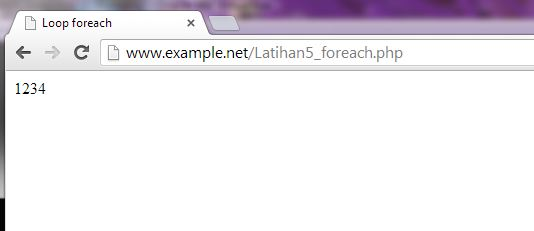 Loop foreach
www.example.net/Latihan5_foreach.php
1234